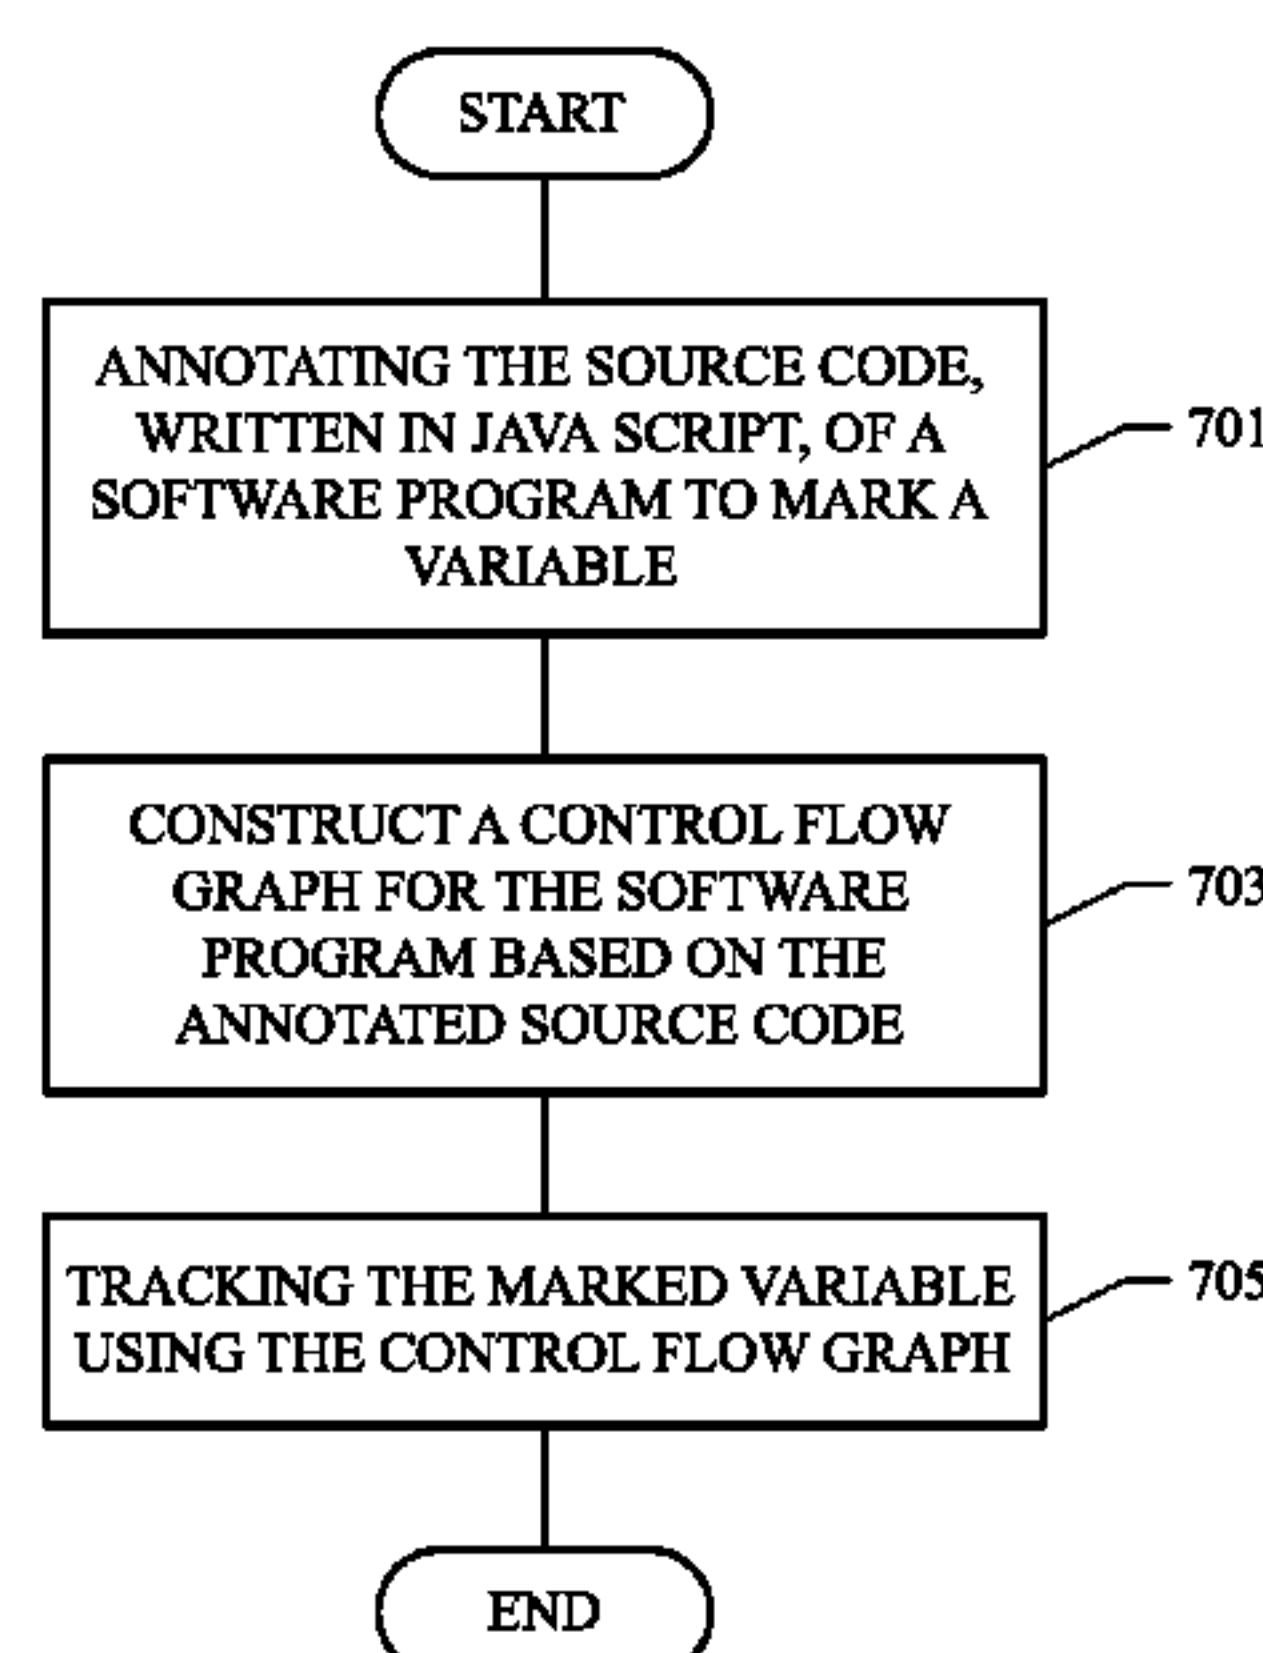 START
ANNOTATING THE SOURCE CODE,
WRITTEN IN JAVA SCRIPT, OF A
SOFTWARE PROGRAM TO MARK A
VARIABLE
701
CONSTRUCT A CONTROL FLOW
GRAPH FOR THE SOFTWARE
PROGRAM BASED ON THE
ANNOTATED SOURCE CODE
703
TRACKING THE MARKED VARIABLE
USING THE CONTROL FLOW GRAPH
705
END